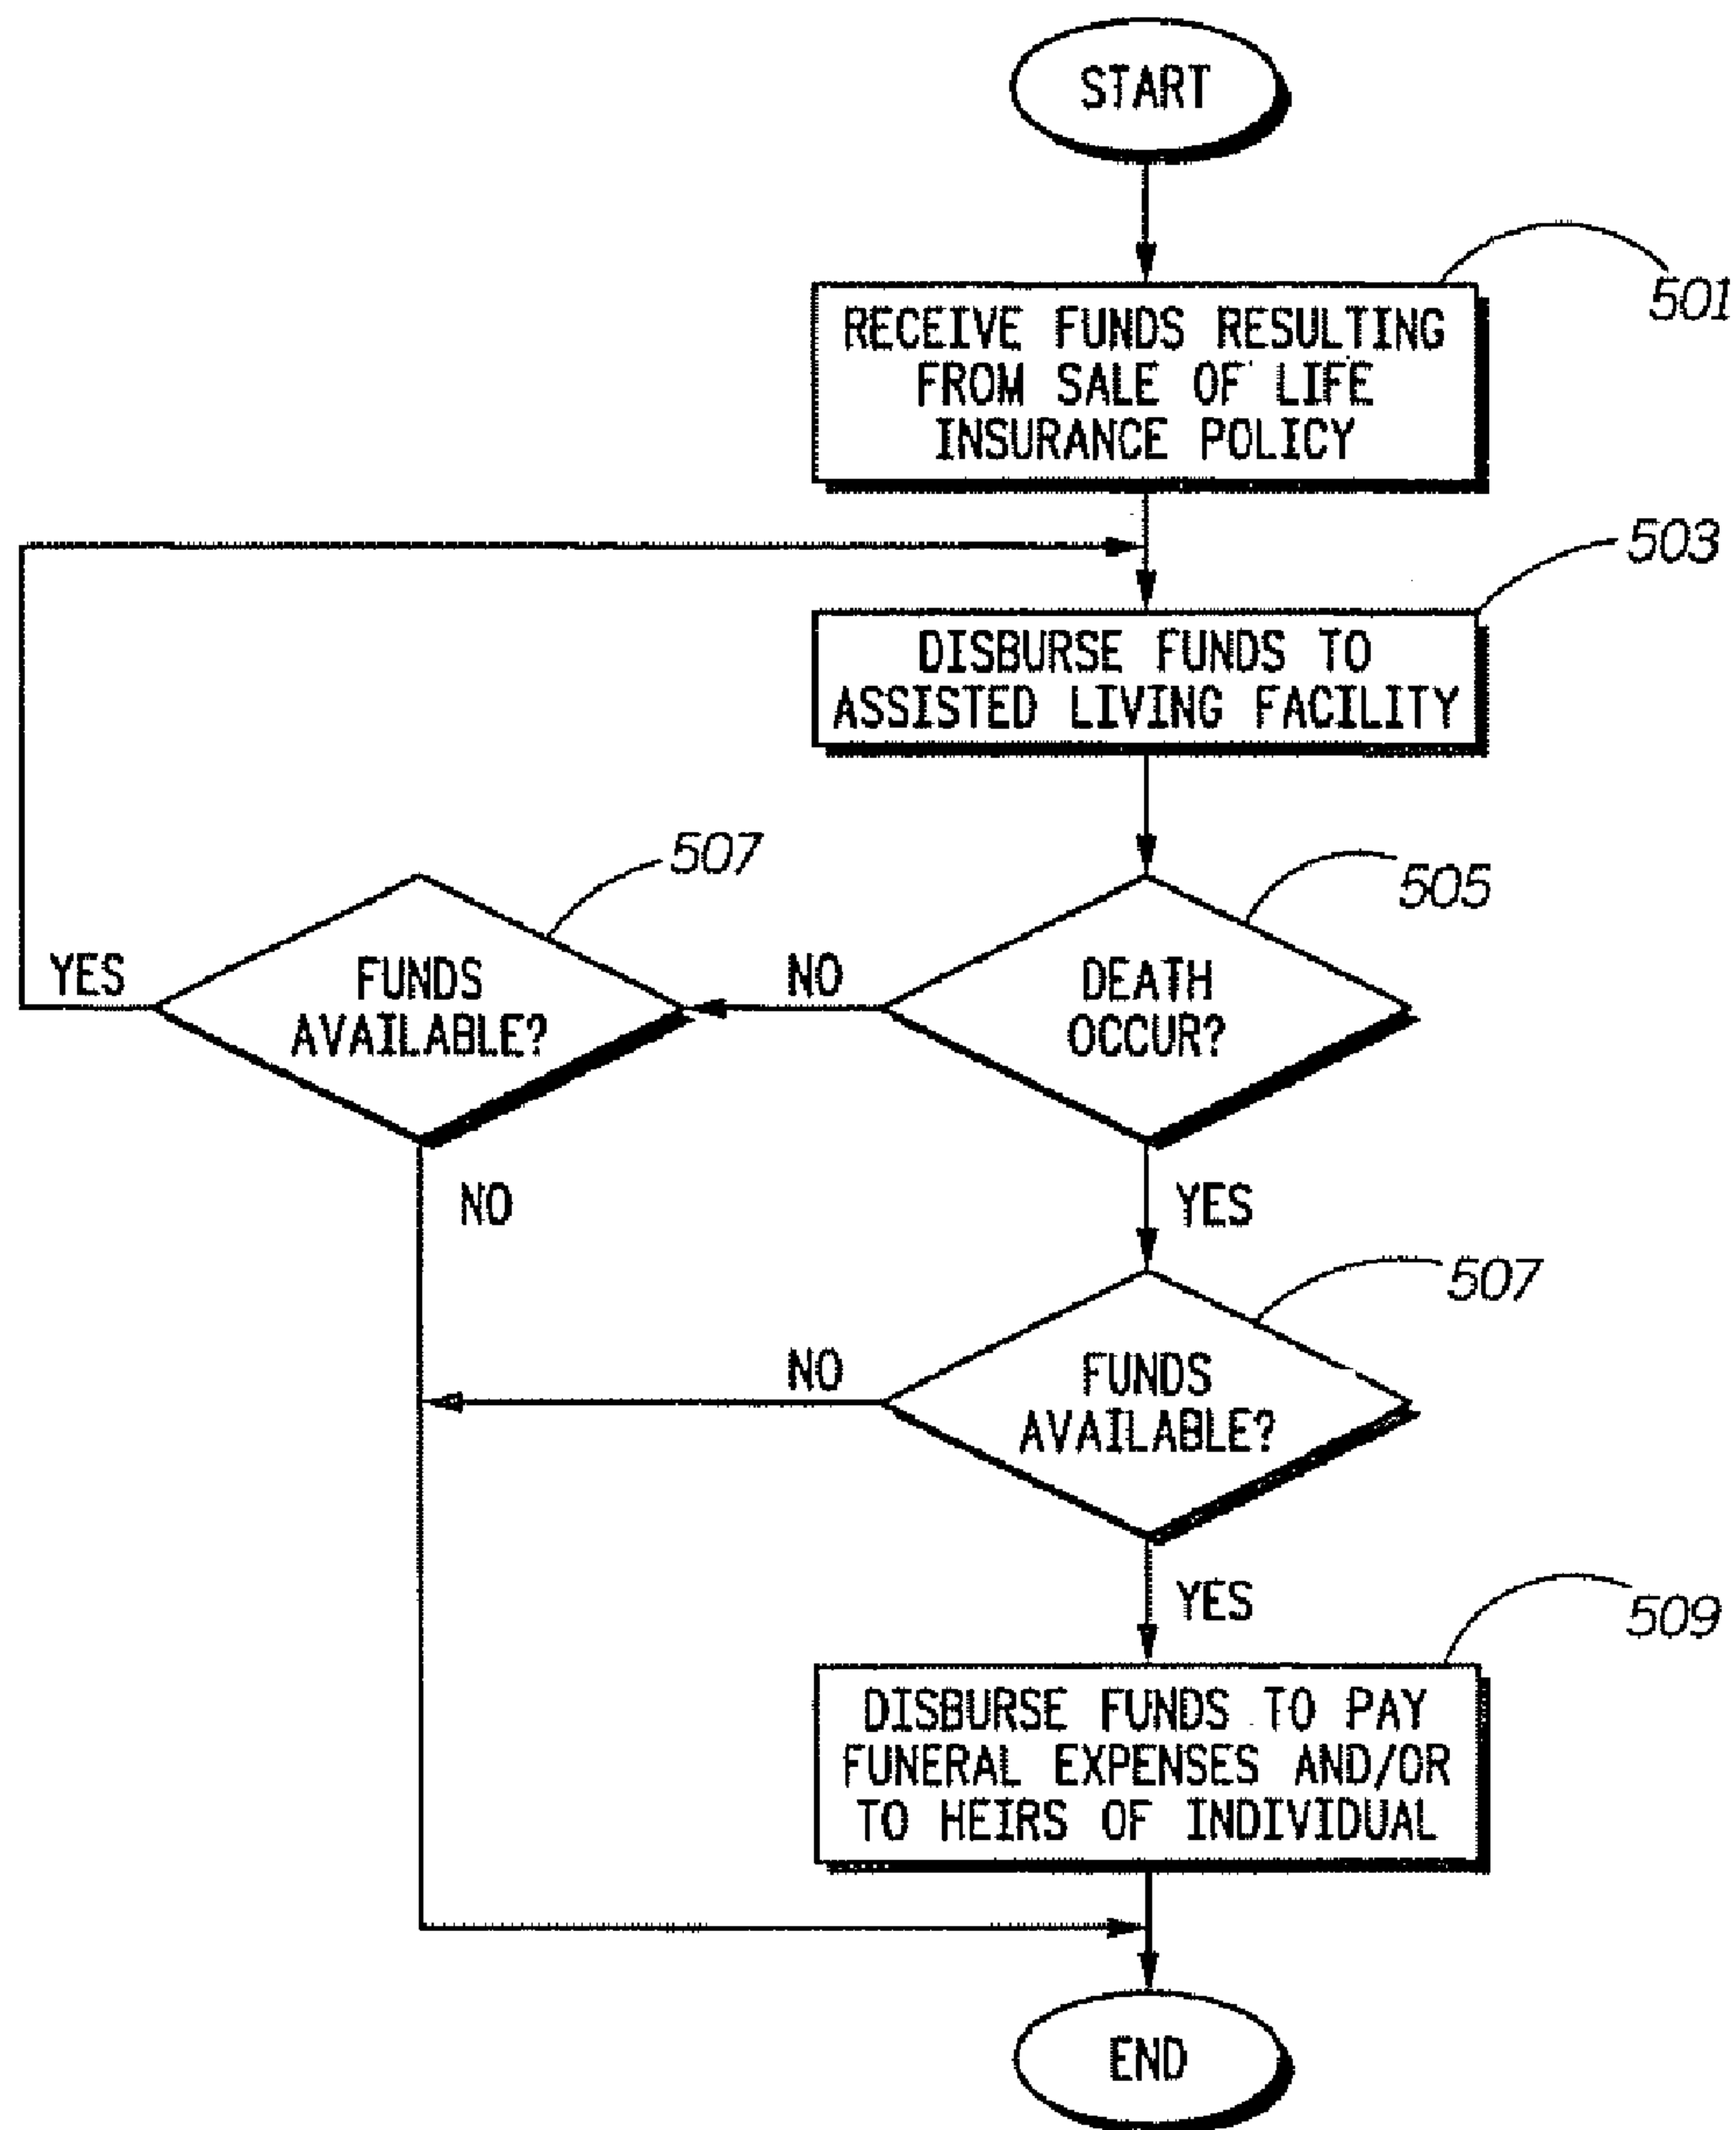 START
501
RECEIVE FUNDS RESULTING
FROM SALE OF LIFE
INSURANCE POLICY
503
DISBURSE FUNDS TO
ASSISTED LIVING FACILITY
507
505
YES
FUNDS
AVAILABLE?
NO
DEATH
OCCUR?
NO
YES
507
NO
FUNDS
AVAILABLE?
YES
509
DISBURSE FUNDS TO PAY
FUNERAL EXPENSES AND/OR
TO HEIRS OF INDIVIDUAL
END